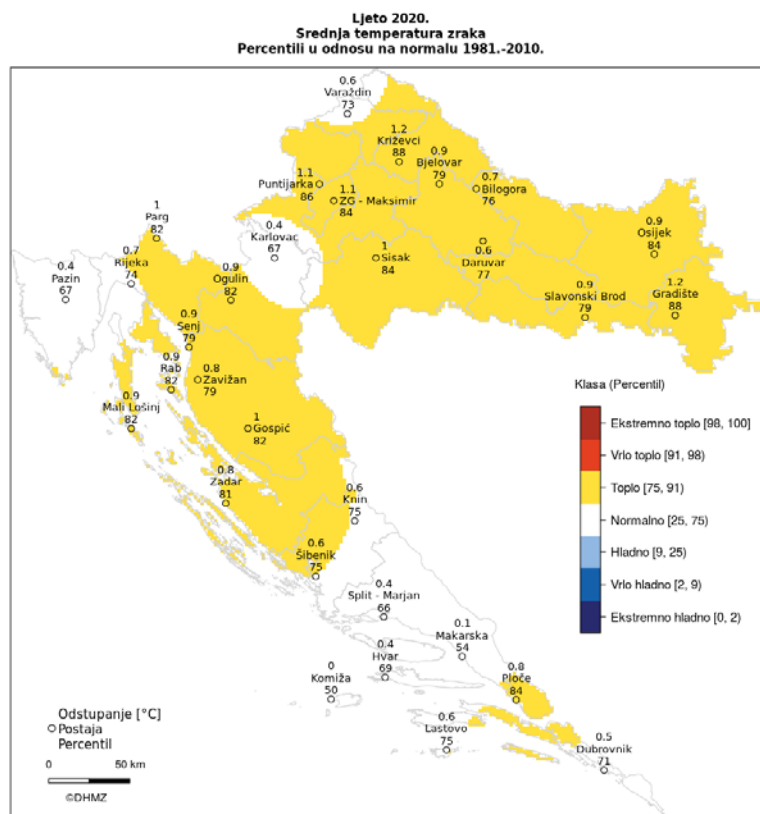 Ljeto 2020.
Srednja temperatura zraka
Percentili u odnosu na normalu 1981.-2010.
0.6
Varaždin
73
1.2
Križevci
88
0.9
Bjelovar
79
1.1
Puntijarka
86
1.1
ZG - Maksimir
84
0.7
Bilogora
76
1
Parg
82
0.4
Karlovac
67
1
Sisak
84
0.6
Daruvar
77
0.9
Osijek
84
0.4
Pazin
67
0.7
Rijeka
74
0.9
Ogulin
82
0.9
Slavonski Brod
79
1.2
Gradište
88
0.9
Senj
79
0.9
Rab
82
0.8
Zavižan
79
0.9
Mali Lošinj
82
1
Gospić
82
0.8
Zadar
81
0.6
Knin
75
0.6
Šibenik
75
0.4
Split - Marjan
66
0.1
Makarska
54
0.4
Hvar
69
0
Komiža
50
0.8
Ploče
84
0.6
Lastovo
75
0.5
Dubrovnik
71
Klasa (Percentil)
Ekstremno toplo [98, 100]
Vrlo toplo [91, 98)
Toplo [75, 91)
Normalno [25, 75)
Hladno [9, 25)
Vrlo hladno [2, 9)
Ekstremno hladno [0, 2)
Odstupanje [°C]
Postaja
Percentil
0 50 km
©DHMZ